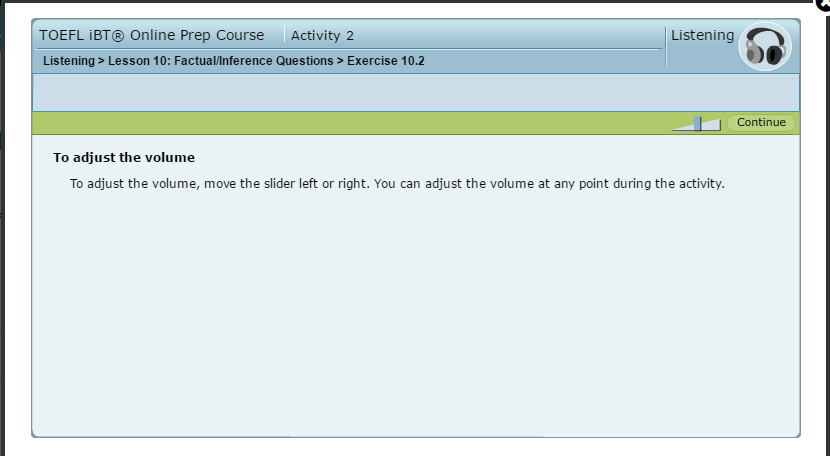 TOEFL iBT® Online Prep Course Activity 2 Listening
Listening > Lesson 10: Factual/Inference Questions > Exercise 10.2
Continue
To adjust the volume
To adjust the volume, move the slider left or right. You can adjust the volume at any point during the activity.